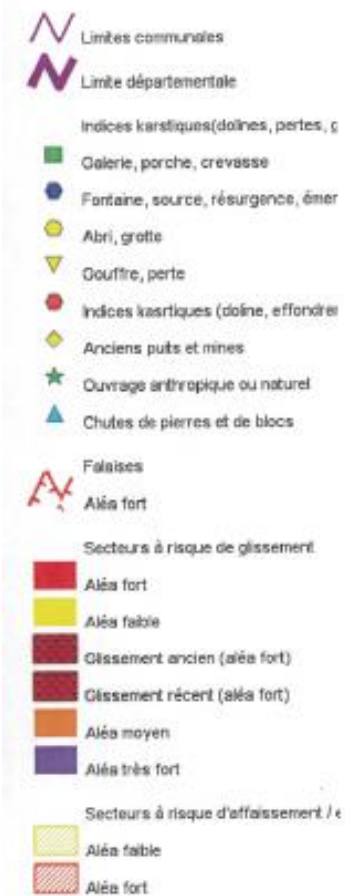 Limites communales
Limite départementale
Indices karstiques(dolines, pertes, g
Galerie, porche, crevasse
Fontaine, source, résurgence, émer
Abri, grotte
Gouffre, perte
Indices kasrtiques (doline, effondrer
Anciens puits et mines
Ouvrage anthropique ou naturel
Chutes de pierres et de blocs
Falaises
Aléa fort
Secteurs à risque de glissement
Aléa fort
Aléa faible
Glissement ancien (aléa fort)
Glissement récent (aléa fort)
Aléa moyen
Aléa très fort
Secteurs à risque d'affaissement / e
Aléa faible
Aléa fort